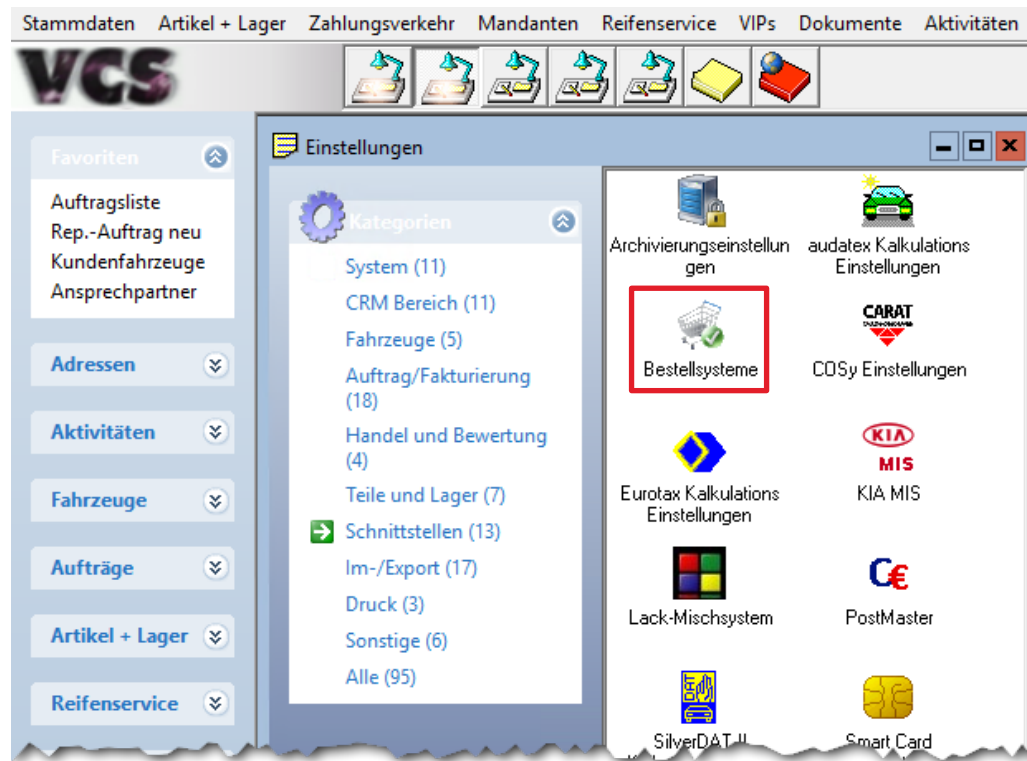 Stammdaten Artikel + Lager Zahlungsverkehr Mandanten Reifenservice VIPs Dokumente Aktivitäten
VCS
Favoriten
Auftragsliste
Rep.-Auftrag neu
Kundenfahrzeuge
Ansprechpartner
Adressen
Aktivitäten
Fahrzeuge
Aufträge
Artikel + Lager
Reifenservice
Einstellungen
Kategorien
System (11)
CRM Bereich (11)
Fahrzeuge (5)
Auftrag/Fakturierung
(18)
Handel und Bewertung
(4)
Teile und Lager (7)
Schnittstellen (13)
Im-/Export (17)
Druck (3)
Sonstige (6)
Alle (95)
Archivierungseinstellun
gen
audatex Kalkulations
Einstellungen
Bestellsysteme
CARAT
COSy Einstellungen
Eurotax Kalkulations
Einstellungen
KIA
MIS
KIA MIS
Lack-Mischsystem
C€
PostMaster
SilverDAT II
Smart Card